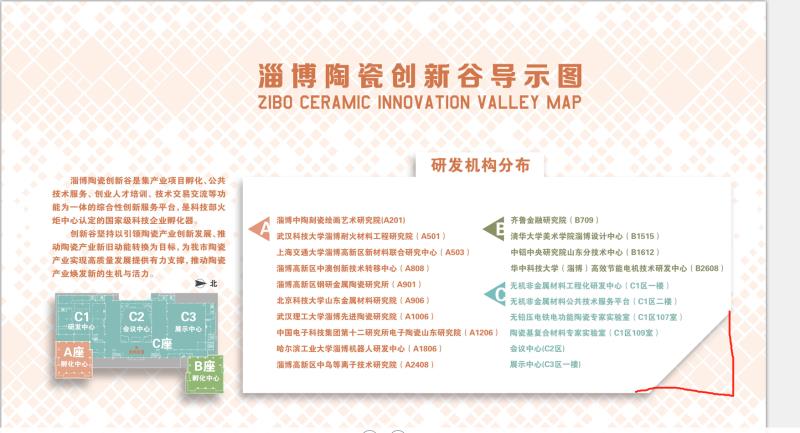 淄博陶瓷创新谷导示图
ZIBO CERAMIC INNOVATION VALLEY MAP
淄博陶瓷创新谷是集产业项目孵化、公共
技术服务、创业人才培训、技术交易交流等功
能为一体的综合性创新服务平台，是科技部火
炬中心认定的国家级科技企业孵化器。
创新谷坚持以引领陶瓷产业创新发展、推
动陶瓷产业新旧动能转换为目标，为我市陶瓷
产业实现高质量发展提供有力支撑，推动陶瓷
产业焕发新的生机与活力。
北
C1
研发中心
C2
会议中心
C3
展示中心
C座
A座
孵化中心
B座
孵化中心
研发机构分布
A
淄博中陶刻瓷绘画艺术研究院(A201)
武汉科技大学淄博耐火材料工程研究院（A501）
上海交通大学淄博高新区新材料联合研究中心（A503）
淄博高新区中澳创新技术转移中心（A808）
淄博高新区钢研金属陶瓷研究所（A901）
北京科技大学山东金属材料研究院（A906）
武汉理工大学淄博先进陶瓷研究院（A1006）
中国电子科技集团第十二研究所电子陶瓷山东研究院（A1206）
哈尔滨工业大学淄博机器人研发中心（A1806）
淄博高新区中乌等离子技术研究院（A2408）
B
齐鲁金融研究院（B709）
清华大学美术学院淄博设计中心（B1515）
中铝中央研究院山东分技术中心（B1612）
华中科技大学（淄博）高效节能电机技术研发中心（B2608）
C
无机非金属材料工程化研发中心（C1区一楼）
无机非金属材料公共技术服务平台（C1区二楼）
无铅压电铁电功能陶瓷专家实验室（C1区107室）
陶瓷基复合材料专家实验室（C1区109室）
会议中心(C2区)
展示中心(C3区一楼)